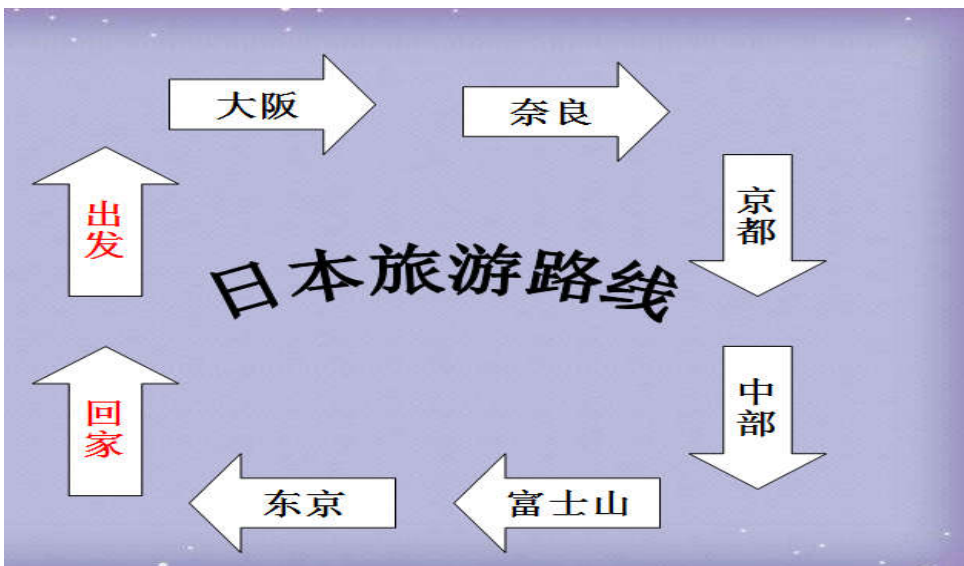 日本旅游路线
出发
大阪
奈良
京都
中部
富士山
东京
回家